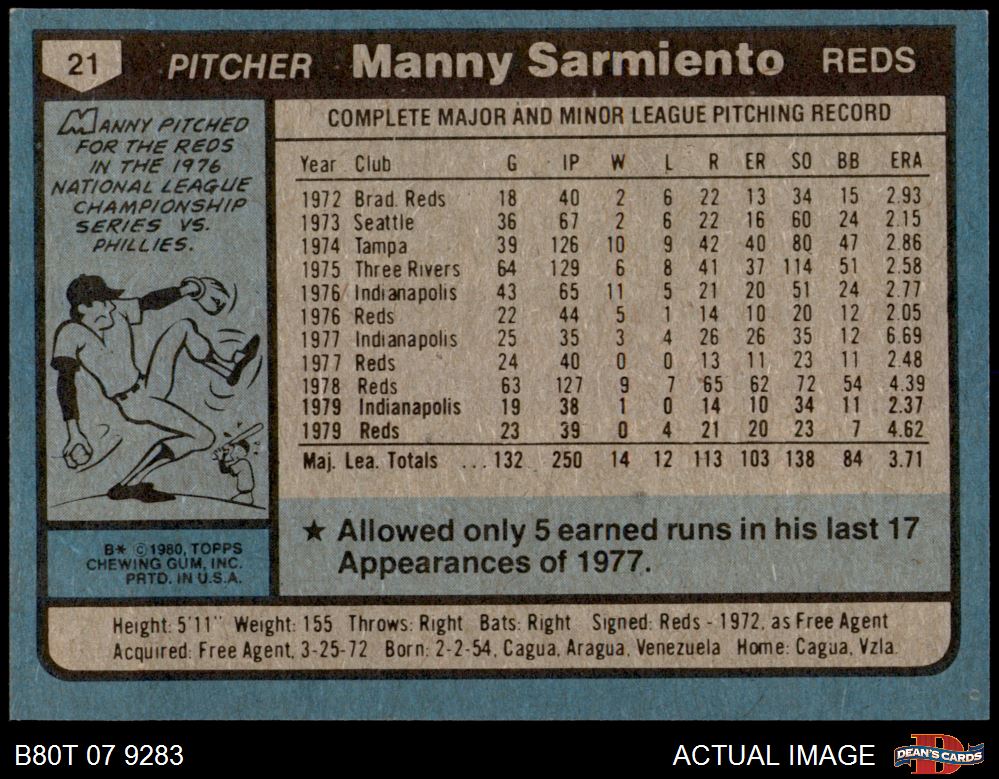 21 PITCHER Manny Sarmiento REDS
MANNY PITCHED
FOR THE REDS
IN THE 1976
NATIONAL LEAGUE
CHAMPIONSHIP
SERIES VS.
PHILLIES.
COMPLETE MAJOR AND MINOR LEAGUE PITCHING RECORD
Year Club G IP W L R ER SO BB ERA
1972 Brad. Reds 18 40 2 6 22 13 34 15 2.93
1973 Seattle 36 67 2 6 22 16 60 24 2.15
1974 Tampa 39 126 10 9 42 40 80 47 2.86
1975 Three Rivers 64 129 6 8 41 37 114 51 2.58
1976 Indianapolis 43 65 11 5 21 20 51 24 2.77
1976 Reds 22 44 5 1 14 10 20 12 2.05
1977 Indianapolis 25 35 3 4 26 26 35 12 6.69
1977 Reds 24 40 0 0 13 11 23 11 2.48
1978 Reds 63 127 9 7 65 62 72 54 4.39
1979 Indianapolis 19 38 1 0 14 10 34 11 2.37
1979 Reds 23 39 0 4 21 20 23 7 4.62
Maj. Lea. Totals ... 132 250 14 12 113 103 138 84 3.71
★ Allowed only 5 earned runs in his last 17
Appearances of 1977.
B* © 1980, TOPPS
CHEWING GUM, INC.
PRTD. IN U.S.A.
Height: 5'11" Weight: 155 Throws: Right Bats: Right Signed: Reds - 1972, as Free Agent
Acquired: Free Agent, 3-25-72 Born: 2-2-54, Cagua, Aragua, Venezuela Home: Cagua, Vzla.
B80T 07 9283
ACTUAL IMAGE
DEAN'S CARDS